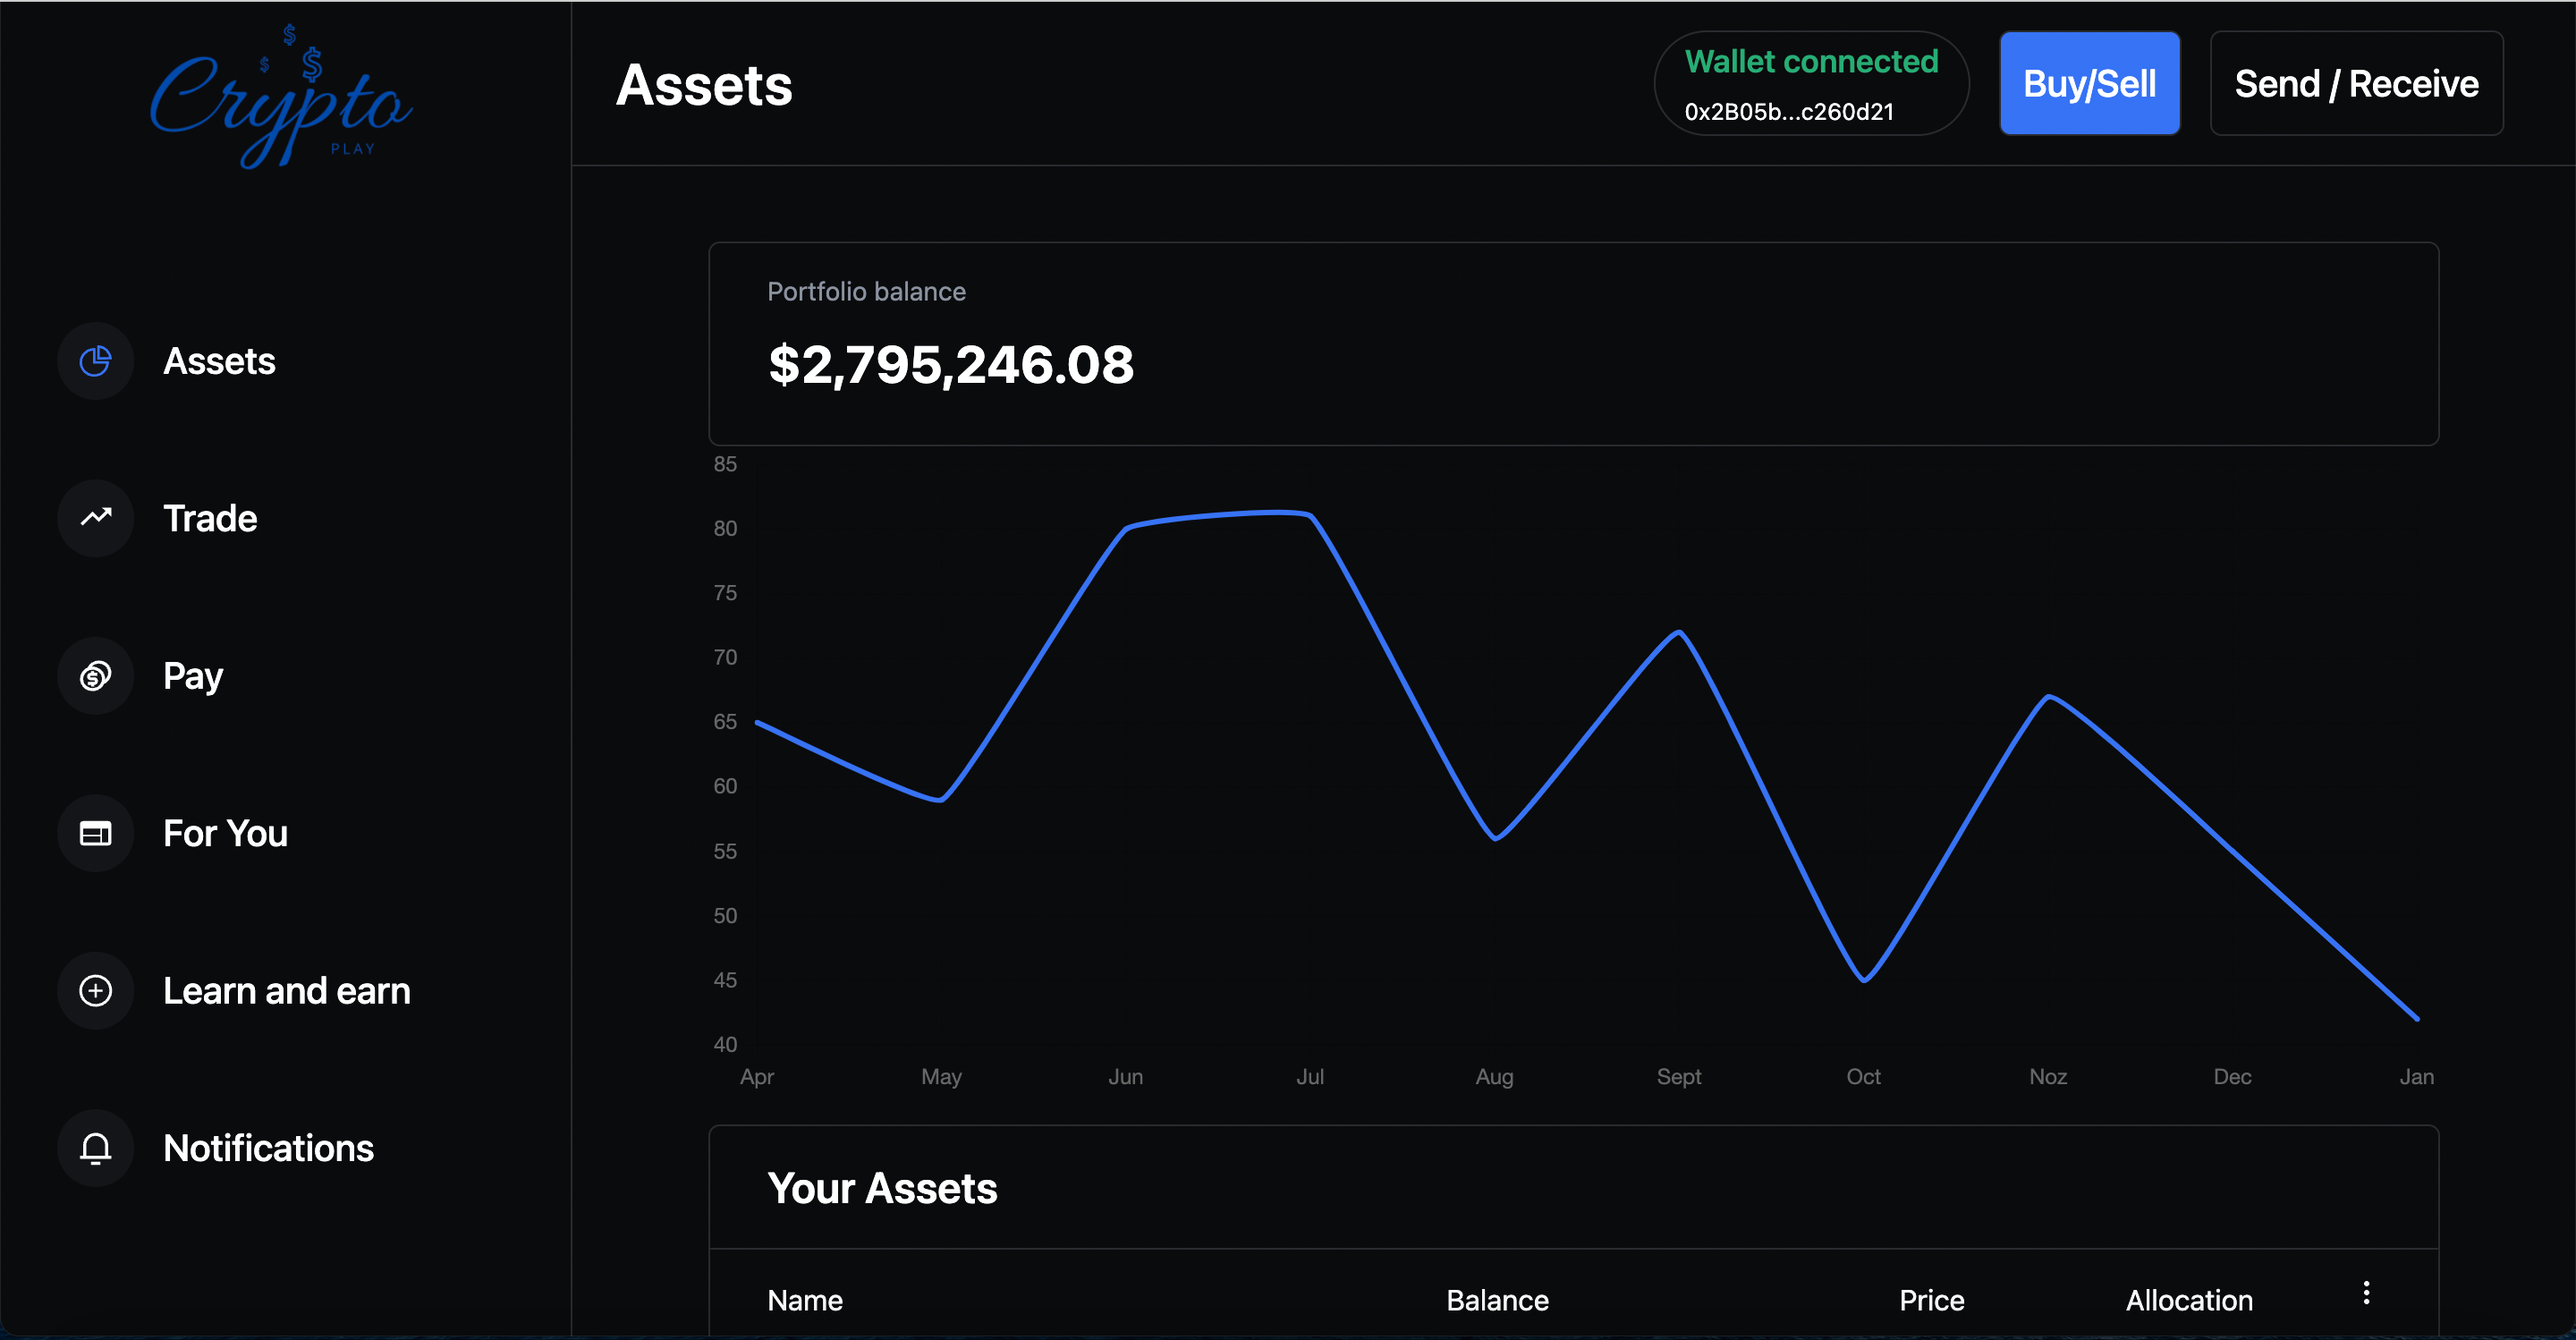 Crypto
PLAY
Assets
Wallet connected
0x2B05b...c260d21
Buy/Sell
Send / Receive
Assets
Trade
Pay
For You
Learn and earn
Notifications
Portfolio balance
$2,795,246.08
85
80
75
70
65
60
55
50
45
40
Apr May Jun Jul Aug Sept Oct Noz Dec Jan
Your Assets
Name Balance Price Allocation